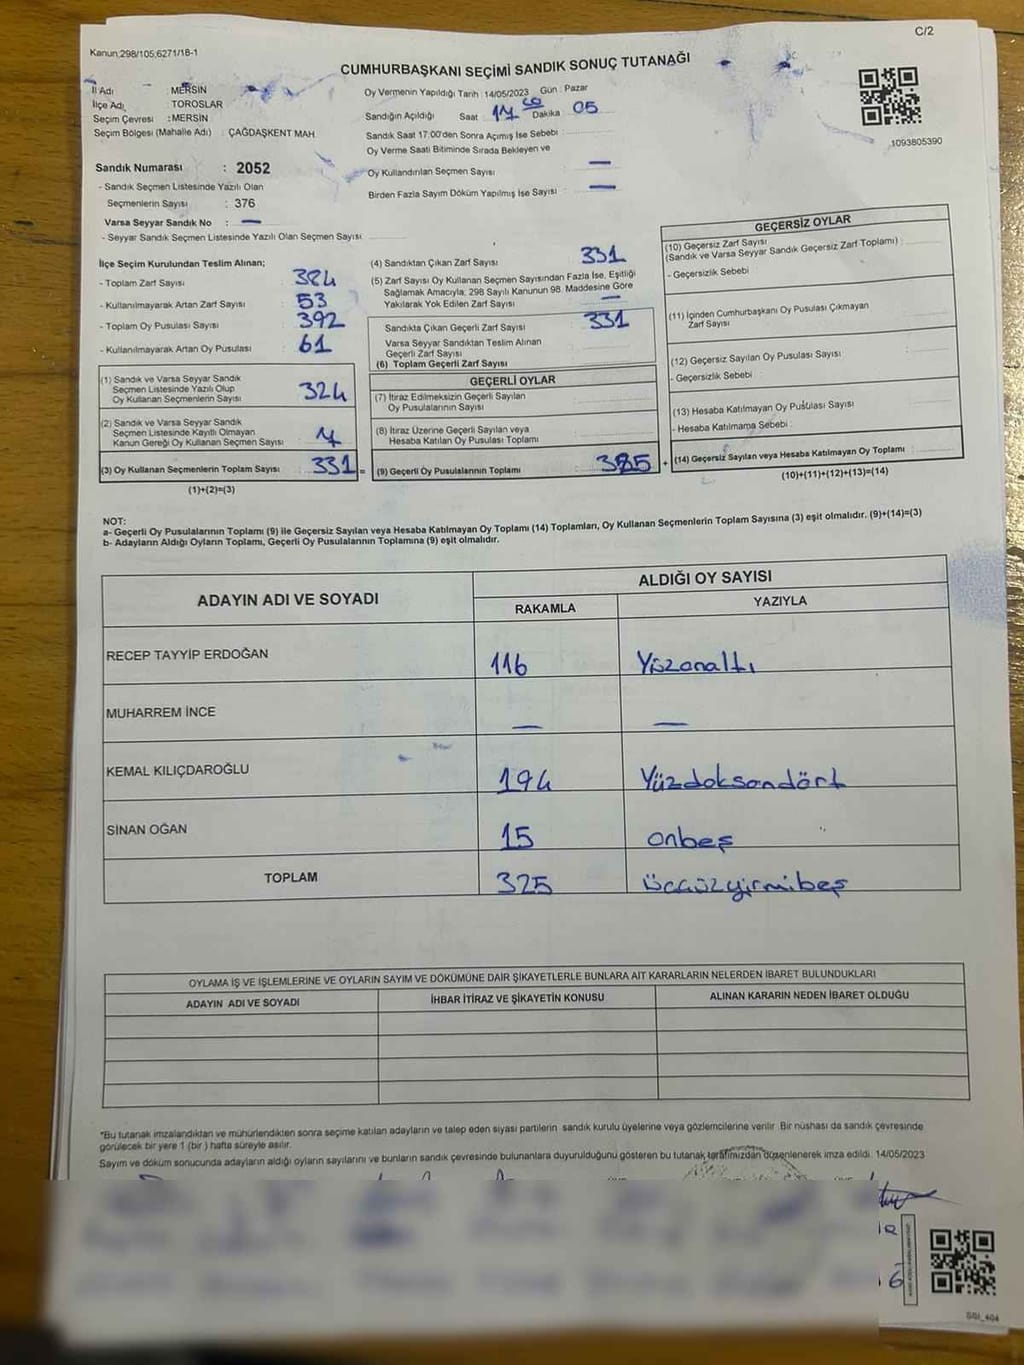 C/2
Kanun:298/105,6271/18-1
CUMHURBAŞKANI SEÇİMİ SANDIK SONUÇ TUTANAĞI
İl Adı : MERSİN
İlçe Adı : TOROSLAR
Seçim Çevresi : MERSİN
Seçim Bölgesi (Mahalle Adı) : ÇAĞDAŞKENT MAH.
Sandık Numarası : 2052
- Sandık Seçmen Listesinde Yazılı Olan
Seçmenlerin Sayısı : 376
Varsa Seyyar Sandık No : —
- Seyyar Sandık Seçmen Listesinde Yazılı Olan Seçmen Sayısı
Oy Vermenin Yapıldığı Tarih : 14/05/2023 Gün : Pazar
Sandığın Açıldığı Saat Dakika 05
Sandık Saat 17:00'den Sonra Açımış İse Sebebi :
Oy Verme Saati Bitiminde Sırada Bekleyen ve
Oy Kullandırılan Seçmen Sayısı : —
Birden Fazla Sayım Döküm Yapılmış İse Sayısı : —
1093805390
İlçe Seçim Kurulundan Teslim Alınan;
- Toplam Zarf Sayısı : 384
- Kullanılmayarak Artan Zarf Sayısı : 53
- Toplam Oy Pusulası Sayısı : 392
- Kullanılmayarak Artan Oy Pusulası : 61
(1) Sandık ve Varsa Seyyar Sandık
Seçmen Listesinde Yazılı Olup
Oy Kullanan Seçmenlerin Sayısı : 324
(2) Sandık ve Varsa Seyyar Sandık
Seçmen Listesinde Kayıtlı Olmayan
Kanun Gereği Oy Kullanan Seçmen Sayısı : 7
(3) Oy Kullanan Seçmenlerin Toplam Sayısı : 331 =
(1)+(2)=(3)
(4) Sandıktan Çıkan Zarf Sayısı : 331
(5) Zarf Sayısı Oy Kullanan Seçmen Sayısından Fazla İse, Eşitliği
Sağlamak Amacıyla, 298 Sayılı Kanunun 98. Maddesine Göre
Yakılarak Yok Edilen Zarf Sayısı : —
Sandıkta Çıkan Geçerli Zarf Sayısı : 331
Varsa Seyyar Sandıktan Teslim Alınan
Geçerli Zarf Sayısı
(6) Toplam Geçerli Zarf Sayısı
GEÇERLİ OYLAR
(7) İtiraz Edilmeksizin Geçerli Sayılan
Oy Pusulalarının Sayısı
(8) İtiraz Üzerine Geçerli Sayılan veya
Hesaba Katılan Oy Pusulası Toplamı
(9) Geçerli Oy Pusulalarının Toplamı : +
GEÇERSİZ OYLAR
(10) Geçersiz Zarf Sayısı
(Sandık ve Varsa Seyyar Sandık Geçersiz Zarf Toplamı) :
- Geçersizlik Sebebi :
(11) İçinden Cumhurbaşkanı Oy Pusulası Çıkmayan
Zarf Sayısı
(12) Geçersiz Sayılan Oy Pusulası Sayısı
- Geçersizlik Sebebi :
(13) Hesaba Katılmayan Oy Pusulası Sayısı
- Hesaba Katılmama Sebebi :
(14) Geçersiz Sayılan veya Hesaba Katılmayan Oy Toplamı :
(10)+(11)+(12)+(13)=(14)
NOT:
a- Geçerli Oy Pusulalarının Toplamı (9) ile Geçersiz Sayılan veya Hesaba Katılmayan Oy Toplamı (14) Toplamları, Oy Kullanan Seçmenlerin Toplam Sayısına (3) eşit olmalıdır. (9)+(14)=(3)
b- Adayların Aldığı Oyların Toplamı, Geçerli Oy Pusulalarının Toplamına (9) eşit olmalıdır.
ADAYIN ADI VE SOYADI ALDIĞI OY SAYISI
RAKAMLA YAZIYLA
RECEP TAYYİP ERDOĞAN 116 Yüzonaltı
MUHARREM İNCE — —
KEMAL KILIÇDAROĞLU 194 Yüzdoksandört
SİNAN OĞAN 15 onbeş
TOPLAM 325 Üçyüzyirmibeş
OYLAMA İŞ VE İŞLEMLERİNE VE OYLARIN SAYIM VE DÖKÜMÜNE DAİR ŞİKAYETLERLE BUNLARA AİT KARARLARIN NELERDEN İBARET BULUNDUKLARI
ADAYIN ADI VE SOYADI İHBAR İTİRAZ VE ŞİKAYETİN KONUSU ALINAN KARARIN NEDEN İBARET OLDUĞU
*Bu tutanak imzalandıktan ve mühürlendikten sonra seçime katılan adayların ve talep eden siyasi partilerin sandık kurulu üyelerine veya gözlemcilerine verilir. Bir nüshası da sandık çevresinde
görülecek bir yere 1 (bir) hafta süreyle asılır.
Sayım ve döküm sonucunda adayların aldığı oyların sayılarını ve bunların sandık çevresinde bulunanlara duyurulduğunu gösteren bu tutanak tarafımızdan düzenlenerek imza edildi. 14/05/2023